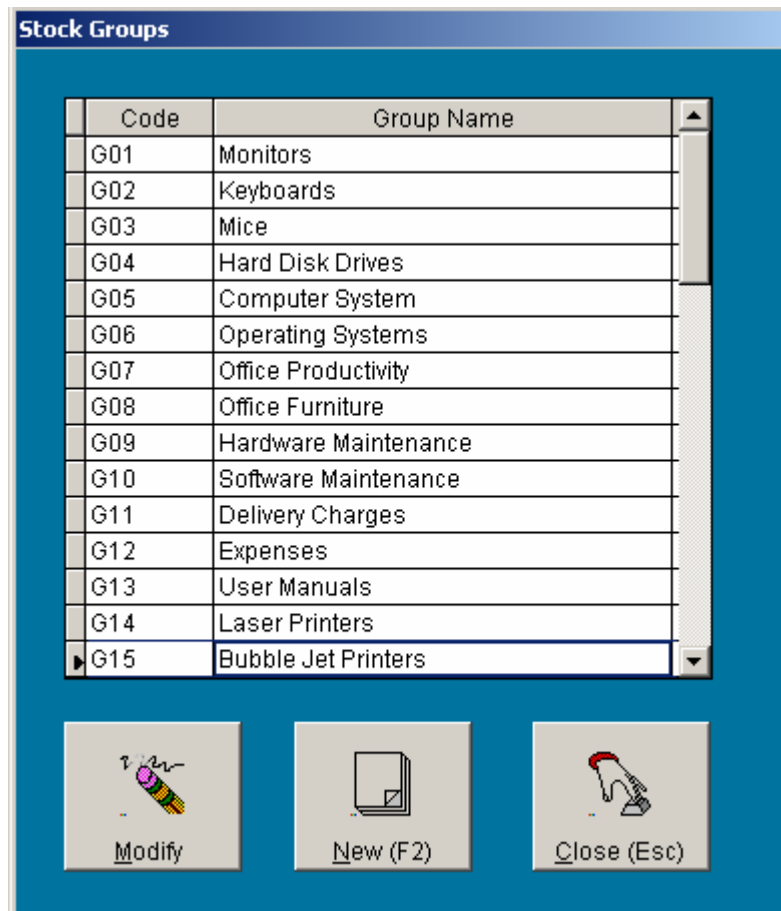 Stock Groups
Code Group Name
G01 Monitors
G02 Keyboards
G03 Mice
G04 Hard Disk Drives
G05 Computer System
G06 Operating Systems
G07 Office Productivity
G08 Office Furniture
G09 Hardware Maintenance
G10 Software Maintenance
G11 Delivery Charges
G12 Expenses
G13 User Manuals
G14 Laser Printers
G15 Bubble Jet Printers
Modify New (F2) Close (Esc)